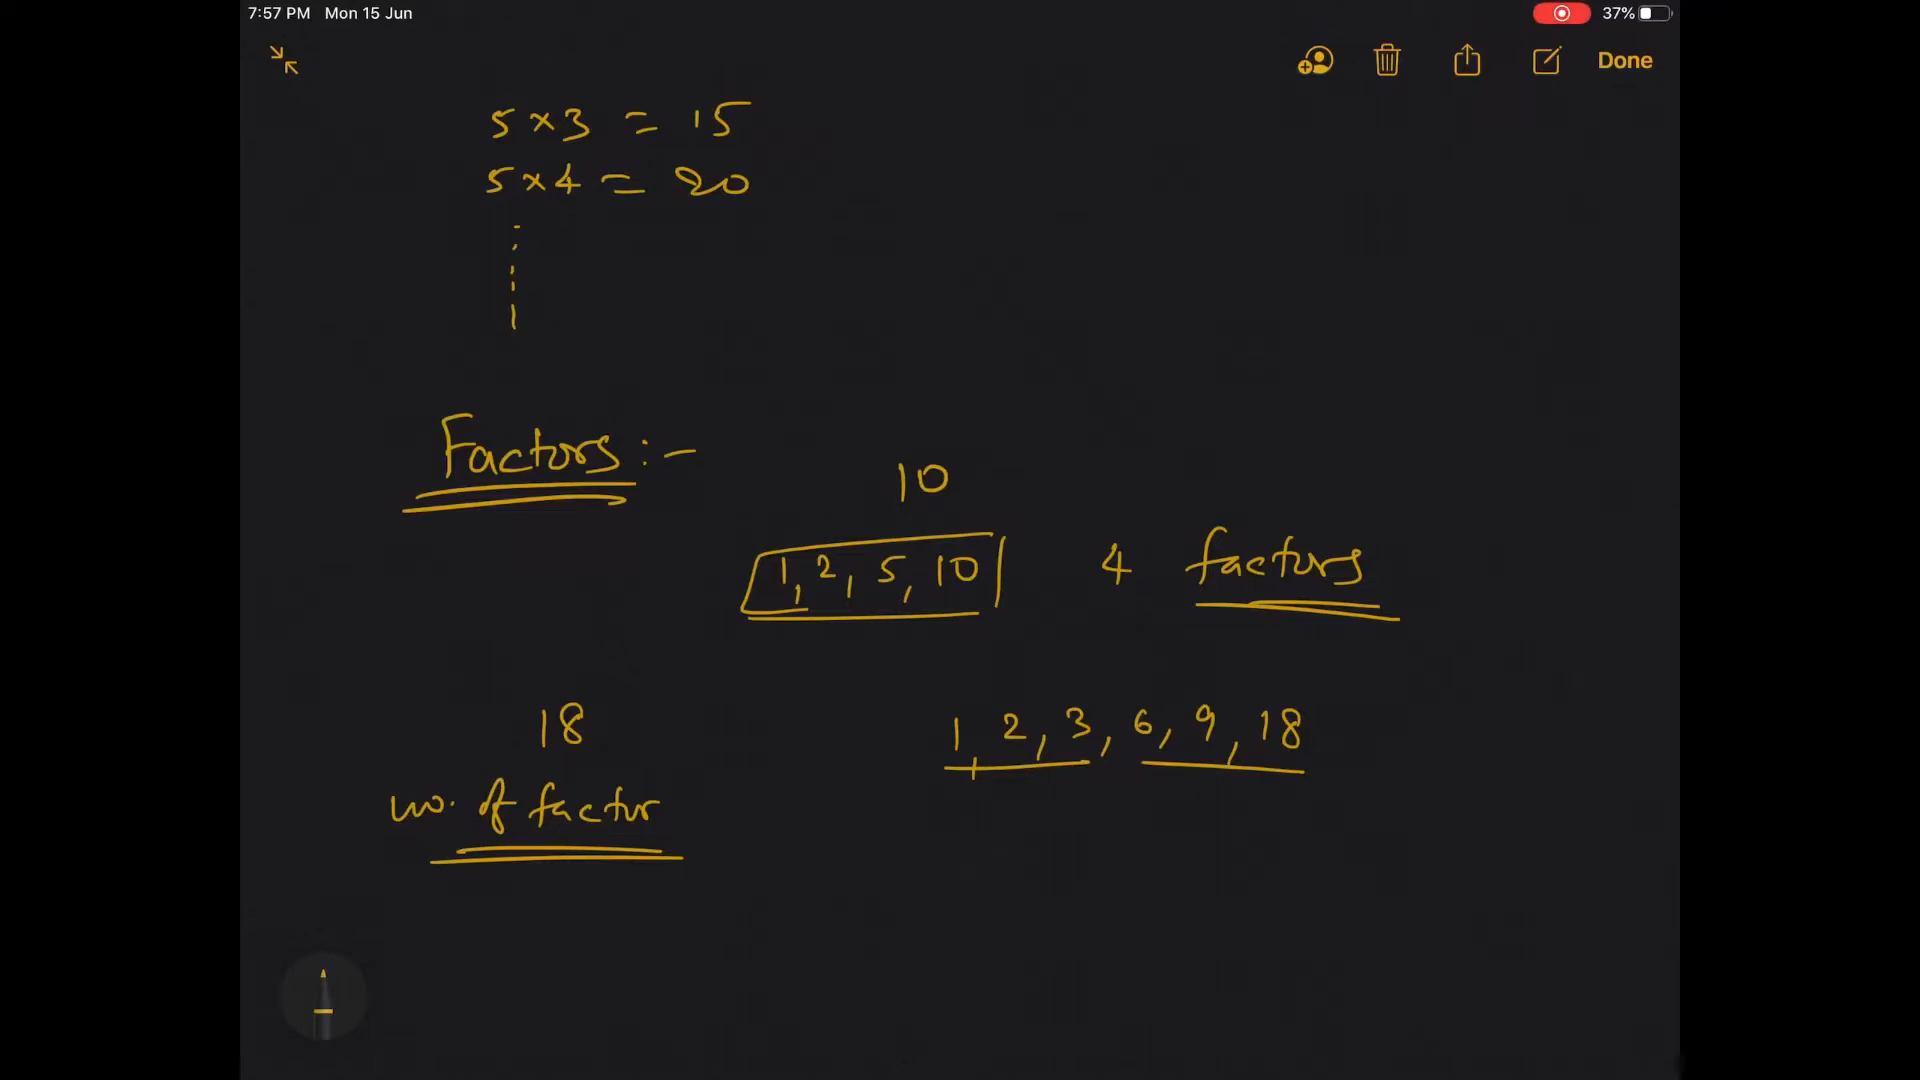 7:57 PM Mon 15 Jun 37%
Done
5 × 3 = 15
5 × 4 = 20
Factors :-
10
1, 2, 5, 10 4 factors
18 1, 2, 3, 6, 9, 18
no. of factor